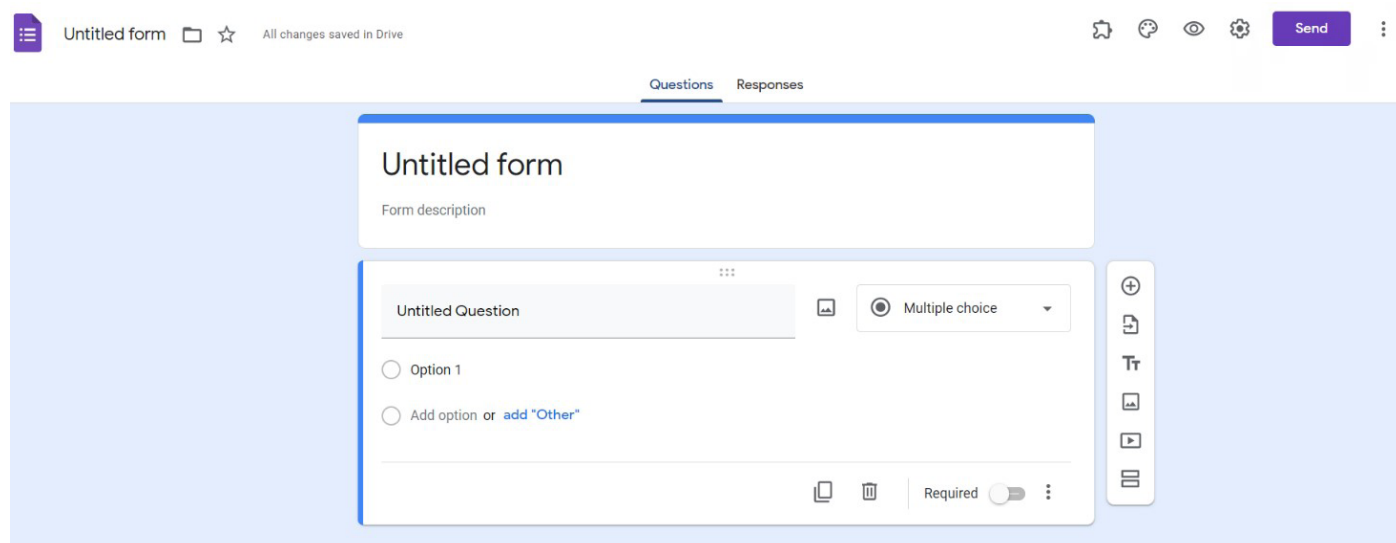 Untitled form All changes saved in Drive Send
Questions Responses
Untitled form
Form description
Untitled Question Multiple choice
Option 1
Add option or add "Other"
Required